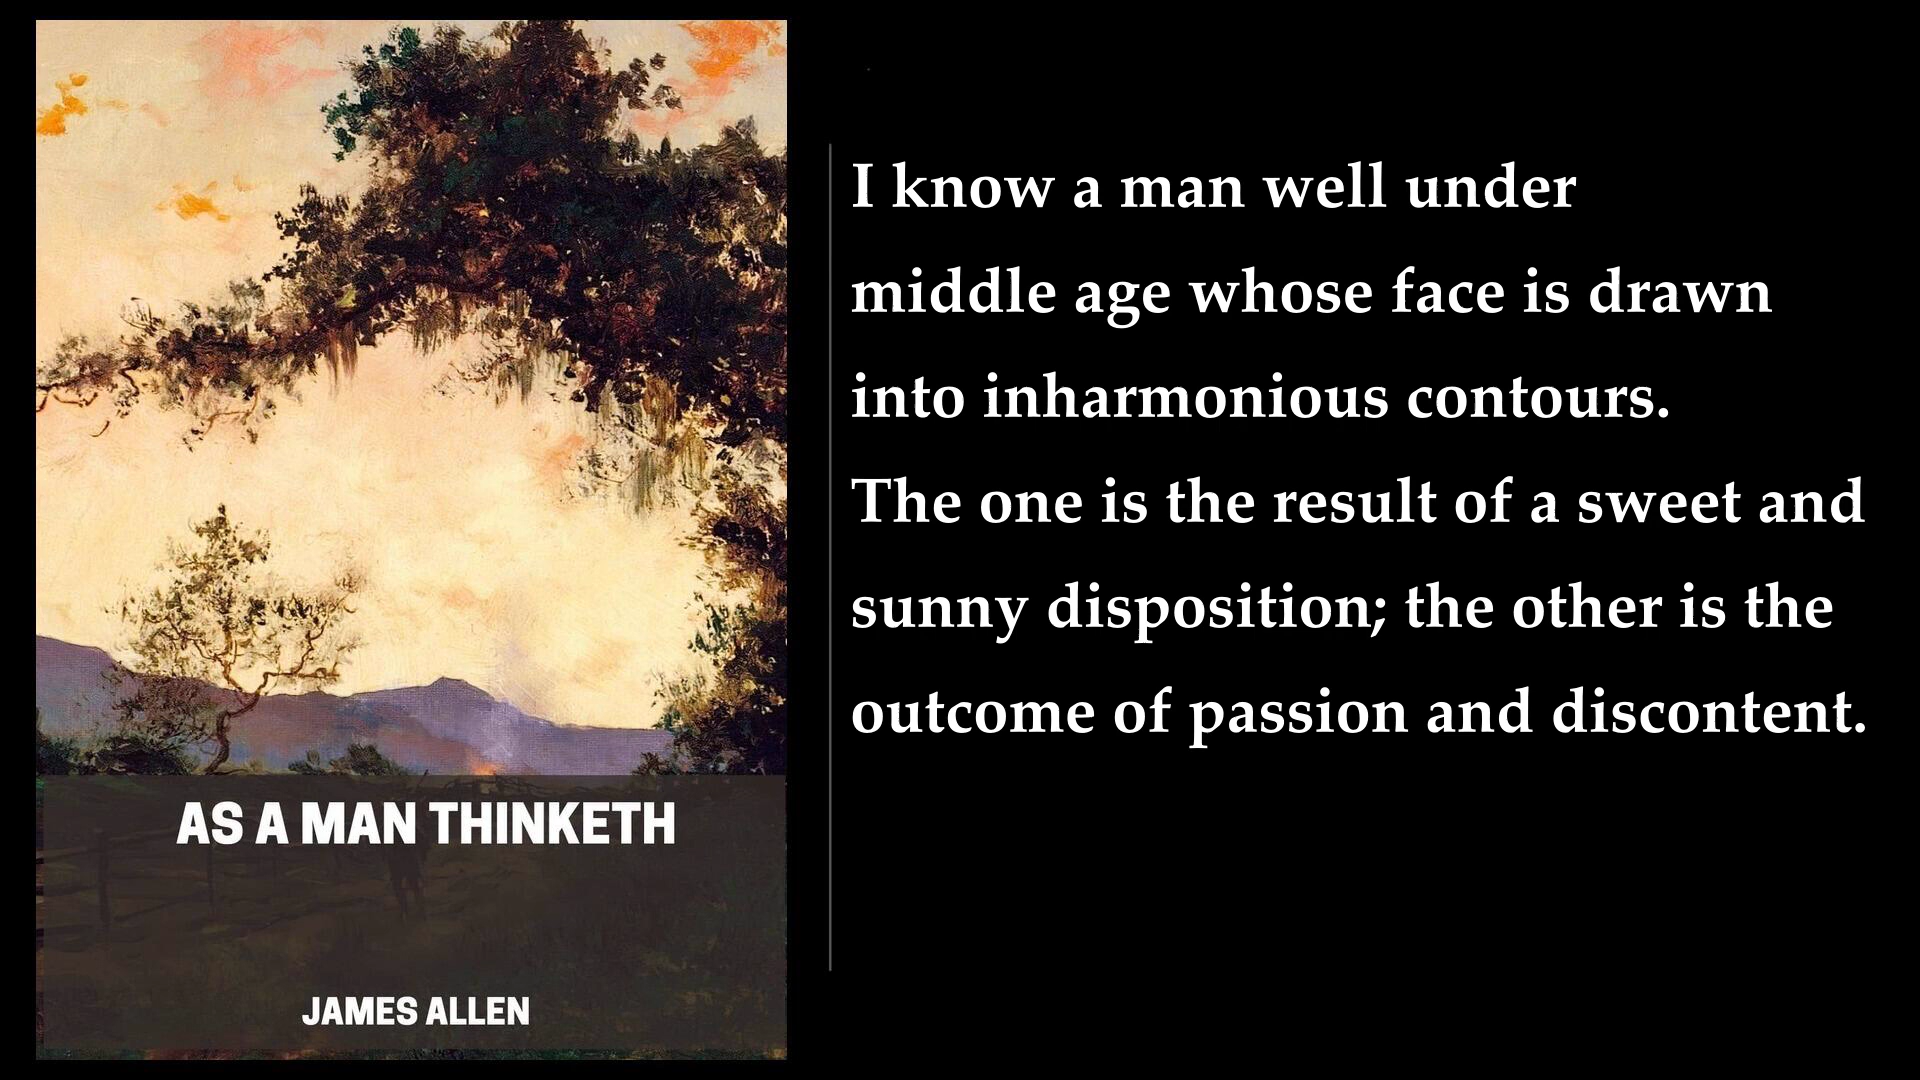 AS A MAN THINKETH
JAMES ALLEN
I know a man well under
middle age whose face is drawn
into inharmonious contours.
The one is the result of a sweet and
sunny disposition; the other is the
outcome of passion and discontent.